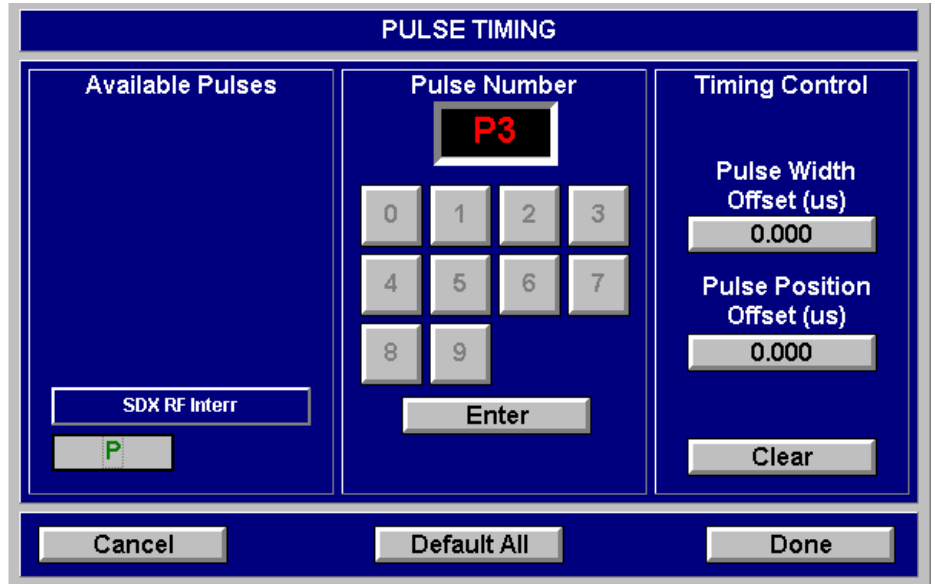 PULSE TIMING
Available Pulses
SDX RF Interr
P
Pulse Number
P3
0 1 2 3
4 5 6 7
8 9
Enter
Timing Control
Pulse Width
Offset (us)
0.000
Pulse Position
Offset (us)
0.000
Clear
Cancel
Default All
Done